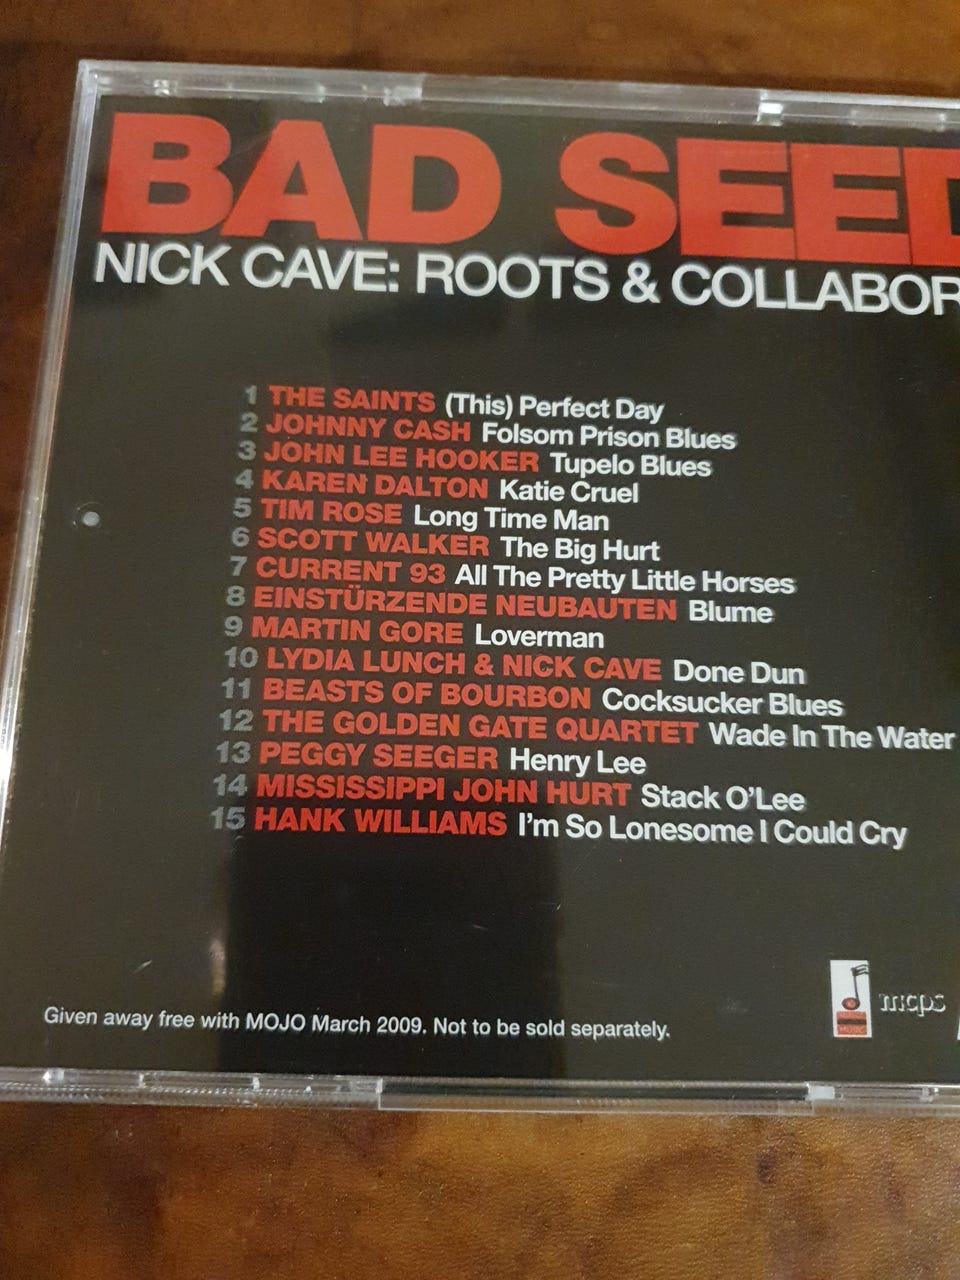 BAD SEED
NICK CAVE: ROOTS & COLLABOR
1 THE SAINTS (This) Perfect Day
2 JOHNNY CASH Folsom Prison Blues
3 JOHN LEE HOOKER Tupelo Blues
4 KAREN DALTON Katie Cruel
5 TIM ROSE Long Time Man
6 SCOTT WALKER The Big Hurt
7 CURRENT 93 All The Pretty Little Horses
8 EINSTÜRZENDE NEUBAUTEN Blume
9 MARTIN GORE Loverman
10 LYDIA LUNCH & NICK CAVE Done Dun
11 BEASTS OF BOURBON Cocksucker Blues
12 THE GOLDEN GATE QUARTET Wade In The Water
13 PEGGY SEEGER Henry Lee
14 MISSISSIPPI JOHN HURT Stack O'Lee
15 HANK WILLIAMS I'm So Lonesome I Could Cry
mcps
Given away free with MOJO March 2009. Not to be sold separately.